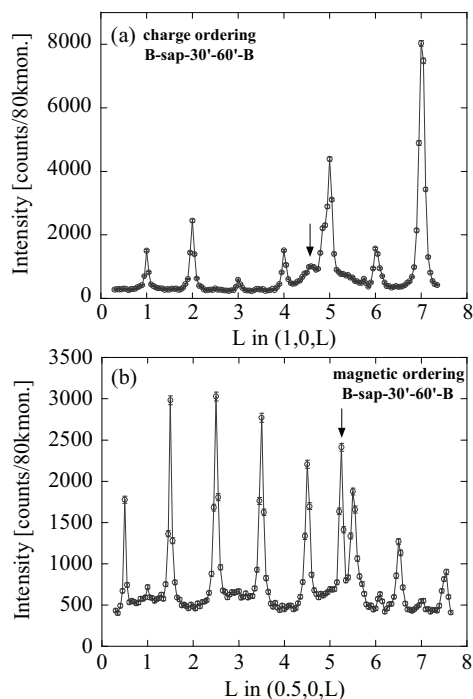 (a)
charge ordering
B-sap-30'-60'-B
Intensity [counts/80kmon.]
8000
6000
4000
2000
0
0 1 2 3 4 5 6 7 8
L in (1,0,L)
(b)
magnetic ordering
B-sap-30'-60'-B
Intensity [counts/80kmon.]
3500
3000
2500
2000
1500
1000
500
0
0 1 2 3 4 5 6 7 8
L in (0.5,0,L)